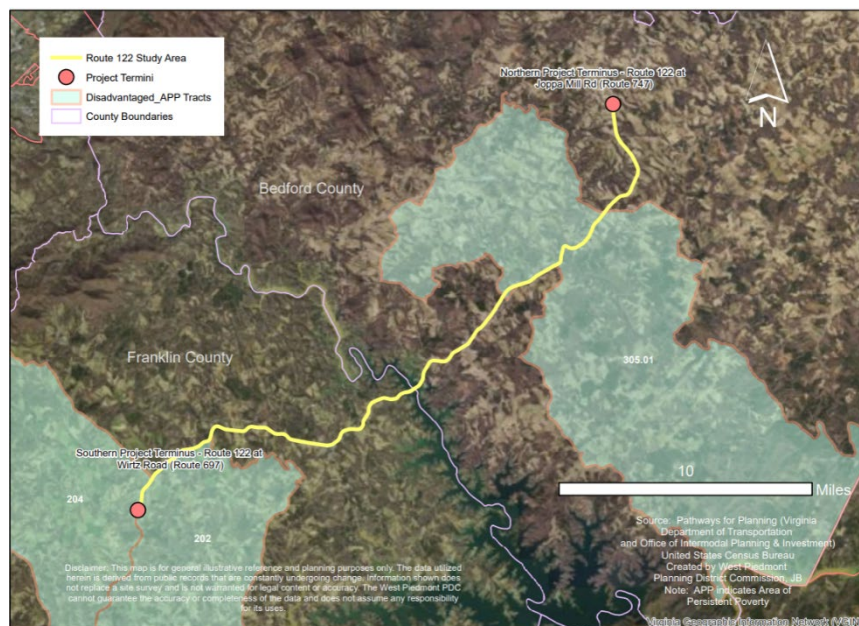 Route 122 Study Area
Project Termini
Disadvantaged_APP Tracts
County Boundaries
Northern Project Terminus - Route 122 at
Joppa Mill Rd (Route 747)
N
Bedford County
Franklin County
305.01
Southern Project Terminus - Route 122 at
Wirtz Road (Route 697)
204
202
10
Miles
Source: Pathways for Planning (Virginia
Department of Transportation
and Office of Intermodal Planning & Investment)
United States Census Bureau
Created by West Piedmont
Planning District Commission, JB
Note: APP indicates Area of
Persistent Poverty
Disclaimer: This map is for general illustrative reference and planning purposes only. The data utilized
herein is derived from public records that are constantly undergoing change. Information shown does
not replace a site survey and is not warranted for legal content or accuracy. The West Piedmont PDC
cannot guarantee the accuracy or completeness of the data and does not assume any responsibility
for its uses.
Virginia Geographic Information Network (VGIN